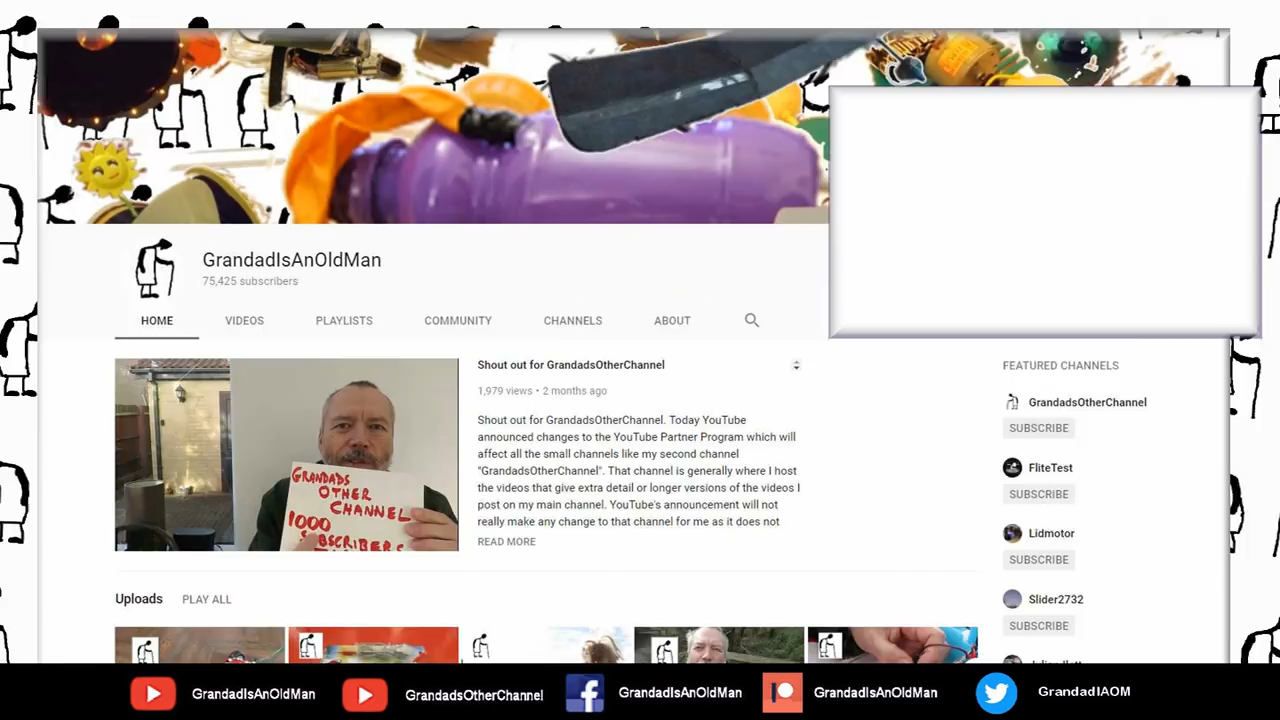 GrandadIsAnOldMan
75,425 subscribers
HOME VIDEOS PLAYLISTS COMMUNITY CHANNELS ABOUT
GRANDADS
OTHER
CHANNEL
1000
SUBSCRIBERS
Shout out for GrandadsOtherChannel
1,979 views • 2 months ago
Shout out for GrandadsOtherChannel. Today YouTube
announced changes to the YouTube Partner Program which will
affect all the small channels like my second channel
"GrandadsOtherChannel". That channel is generally where I host
the videos that give extra detail or longer versions of the videos I
post on my main channel. YouTube's announcement will not
really make any change to that channel for me as it does not
READ MORE
FEATURED CHANNELS
GrandadsOtherChannel
SUBSCRIBE
FliteTest
SUBSCRIBE
Lidmotor
SUBSCRIBE
Slider2732
SUBSCRIBE
Uploads PLAY ALL
GrandadIsAnOldMan GrandadsOtherChannel GrandadIsAnOldMan GrandadIsAnOldMan GrandadIAOM